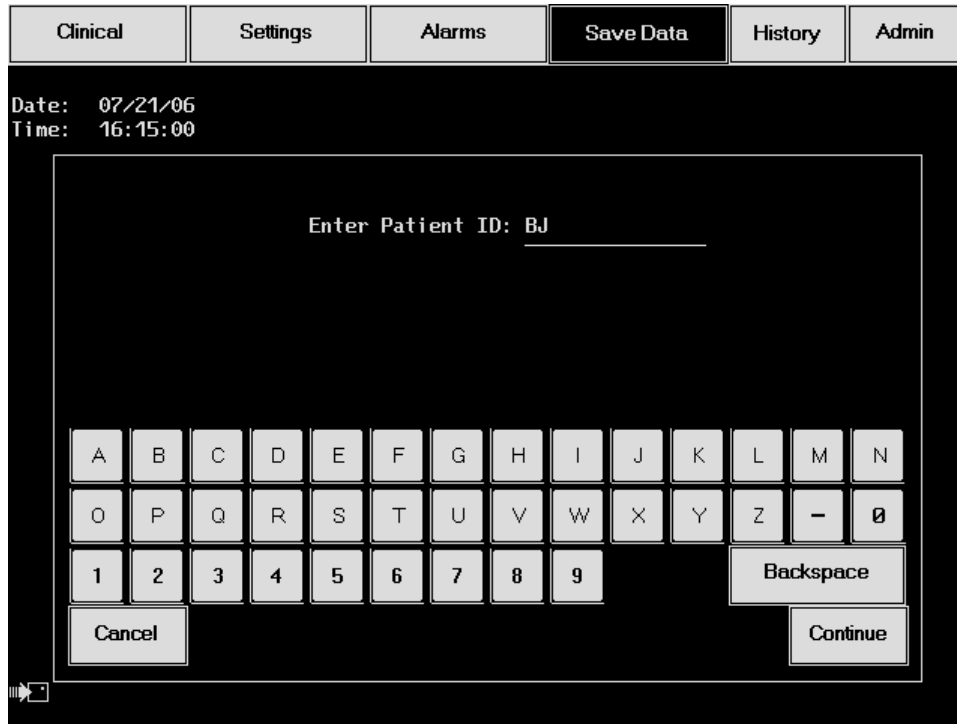 Clinical Settings Alarms Save Data History Admin
Date: 07/21/06
Time: 16:15:00
Enter Patient ID: BJ
A B C D E F G H I J K L M N
O P Q R S T U V W X Y Z - 0
1 2 3 4 5 6 7 8 9 Backspace
Cancel Continue